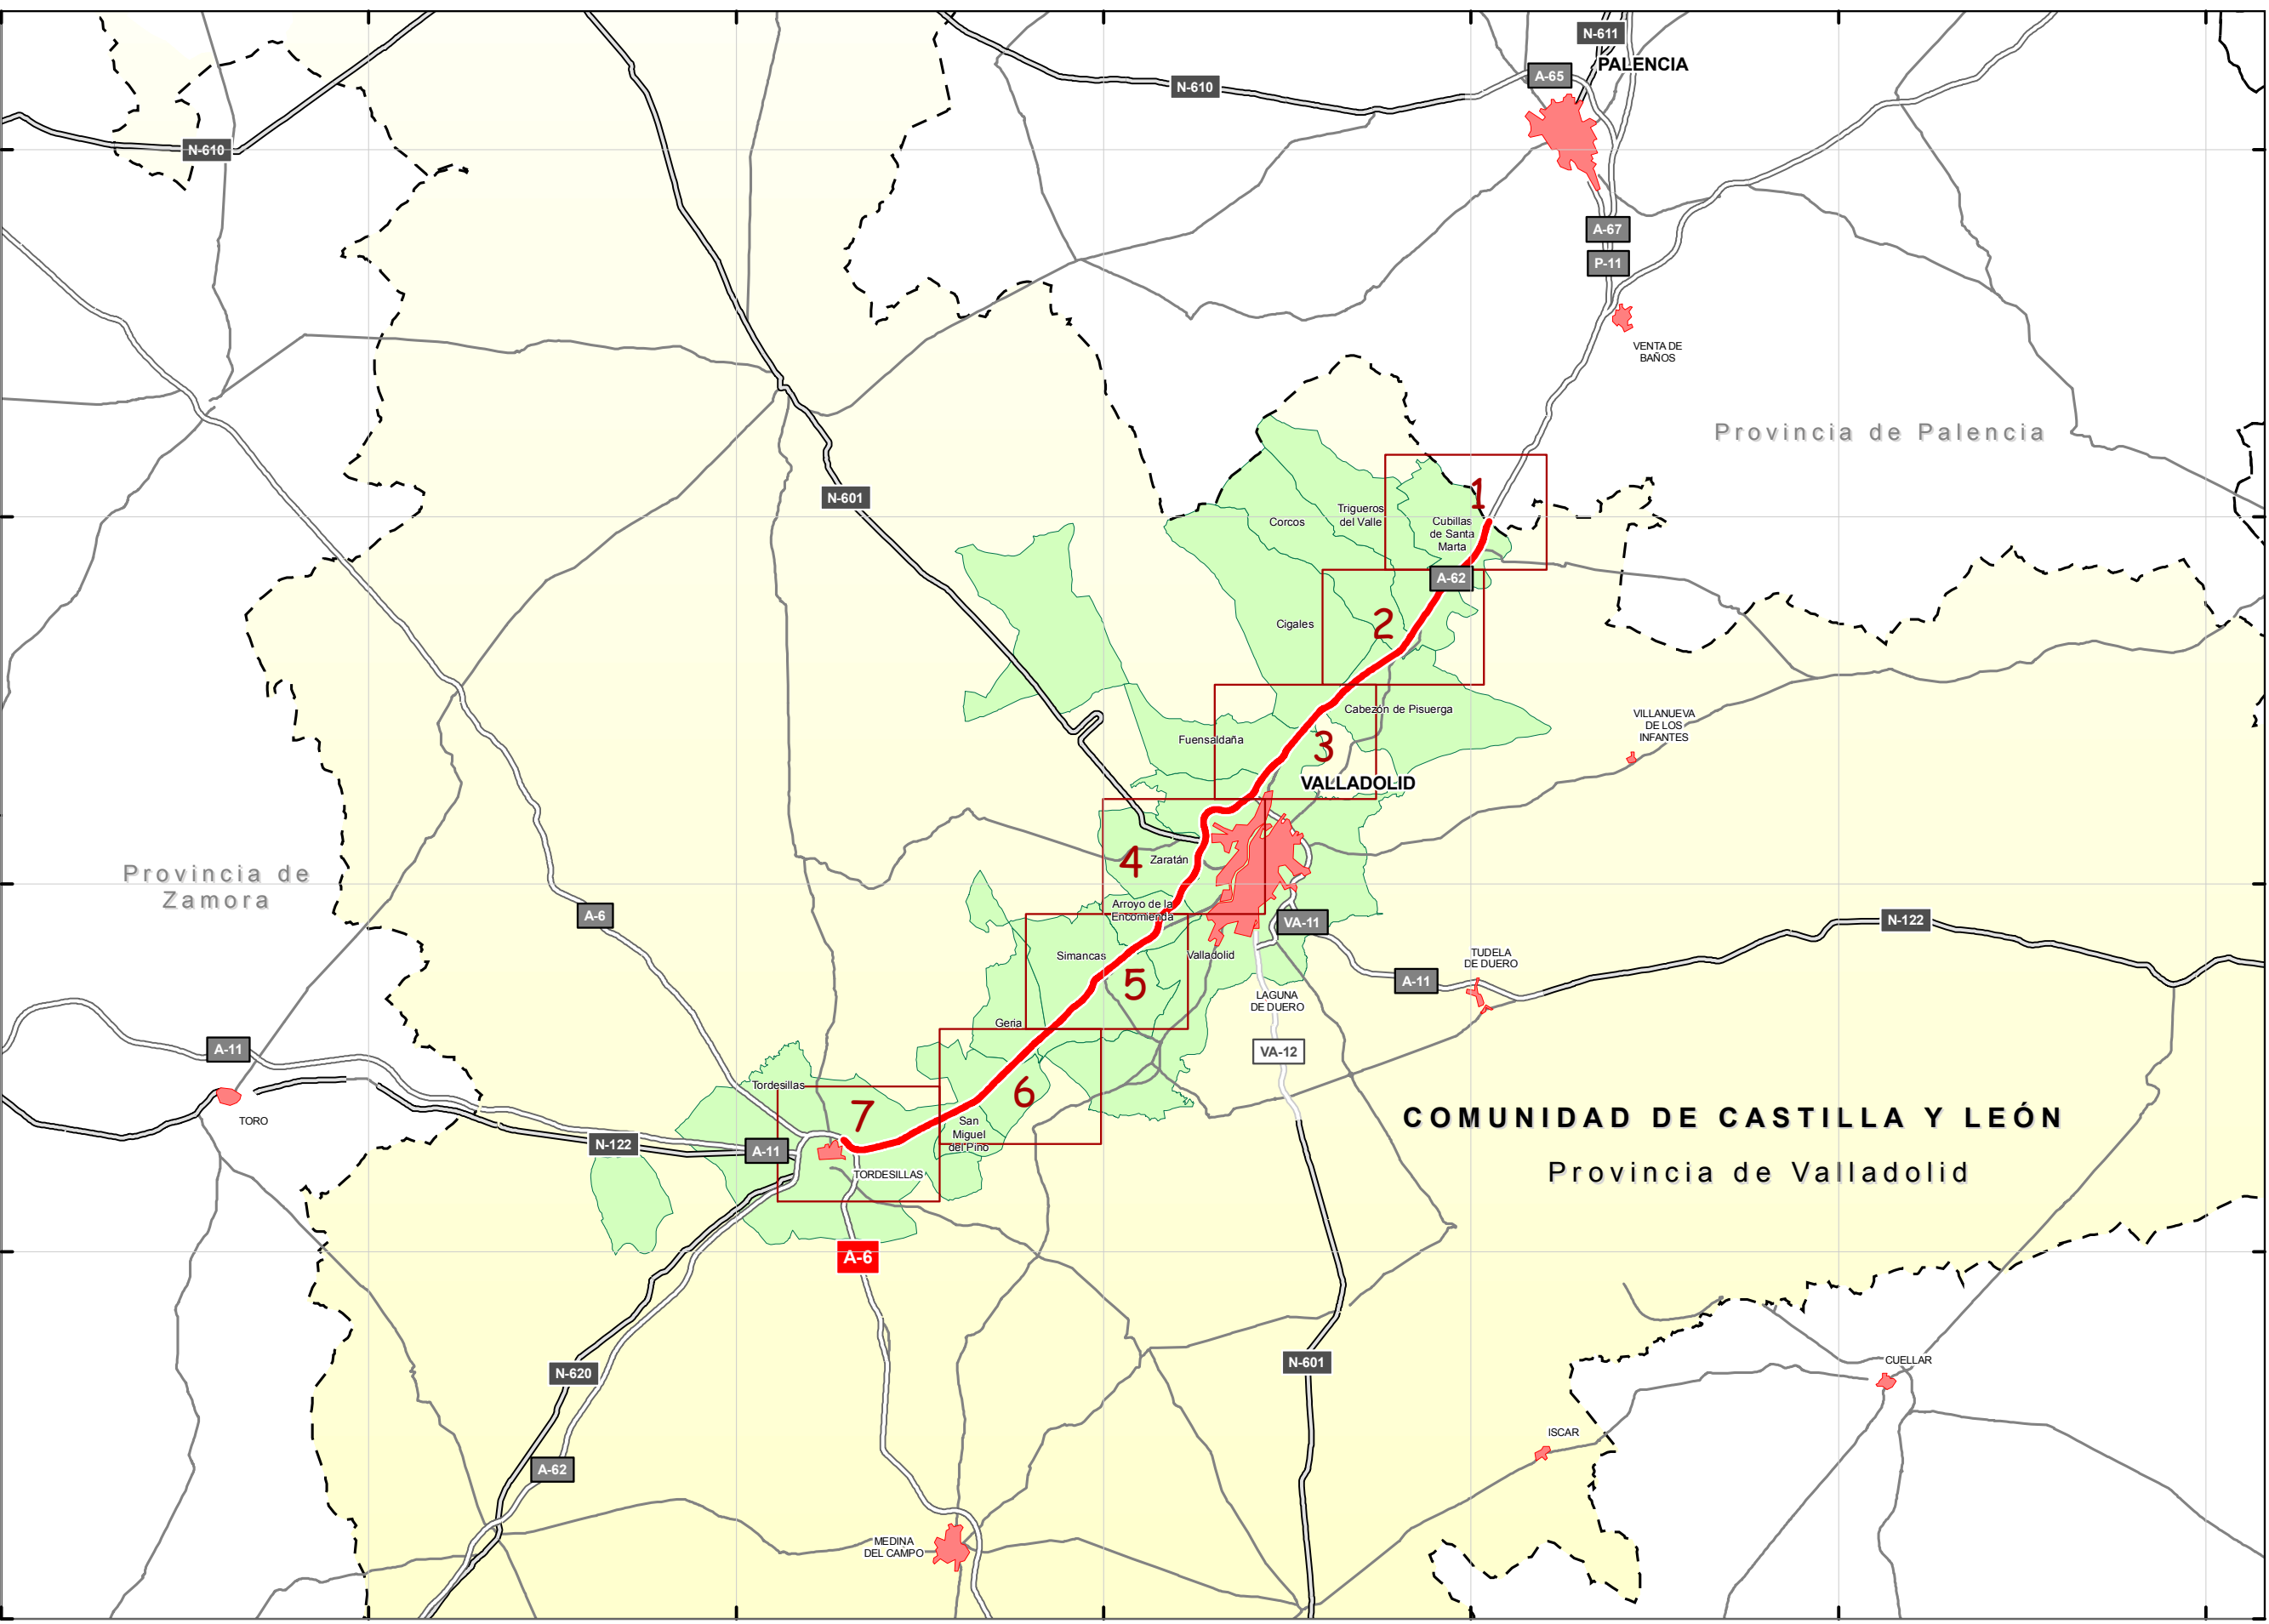 N-611
PALENCIA
A-65
N-610
N-610
A-67
P-11
VENTA DE
BAÑOS
Provincia de Palencia
N-601
1
Trigueros
del Valle
Corcos
Cubillas
de Santa
Marta
A-62
2
Cigales
Cabezón de Pisuerga
VILLANUEVA
DE LOS
INFANTES
Fuensaldaña
3
VALLADOLID
4
Zaratán
Provincia de
Zamora
Arroyo de la
Encomienda
A-6
VA-11
N-122
Simancas
Valladolid
5
TUDELA
DE DUERO
A-11
LAGUNA
DE DUERO
Geria
A-11
VA-12
Tordesillas
6
7
TORO
San
Miguel
del Pino
COMUNIDAD DE CASTILLA Y LEÓN
N-122
A-11
TORDESILLAS
Provincia de Valladolid
A-6
N-620
N-601
CUELLAR
ISCAR
A-62
MEDINA
DEL CAMPO